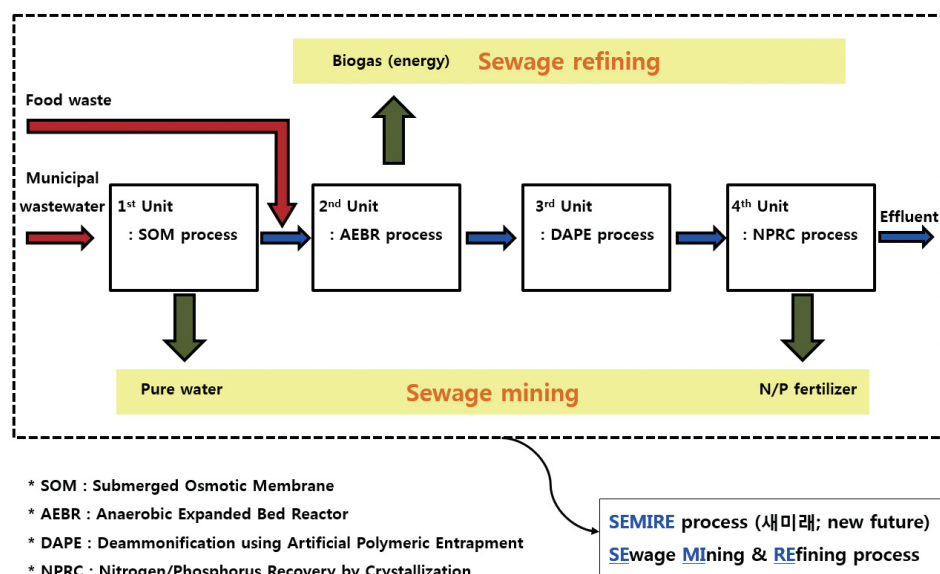 Biogas (energy) Sewage refining
Food waste
Municipal
wastewater
1st Unit
: SOM process
2nd Unit
: AEBR process
3rd Unit
: DAPE process
4th Unit
: NPRC process
Effluent
Pure water Sewage mining N/P fertilizer
* SOM : Submerged Osmotic Membrane
* AEBR : Anaerobic Expanded Bed Reactor
* DAPE : Deammonification using Artificial Polymeric Entrapment
* NPRC : Nitrogen/Phosphorus Recovery by Crystallization
SEMIRE process (새미래; new future)
SEwage MIning & REfining process